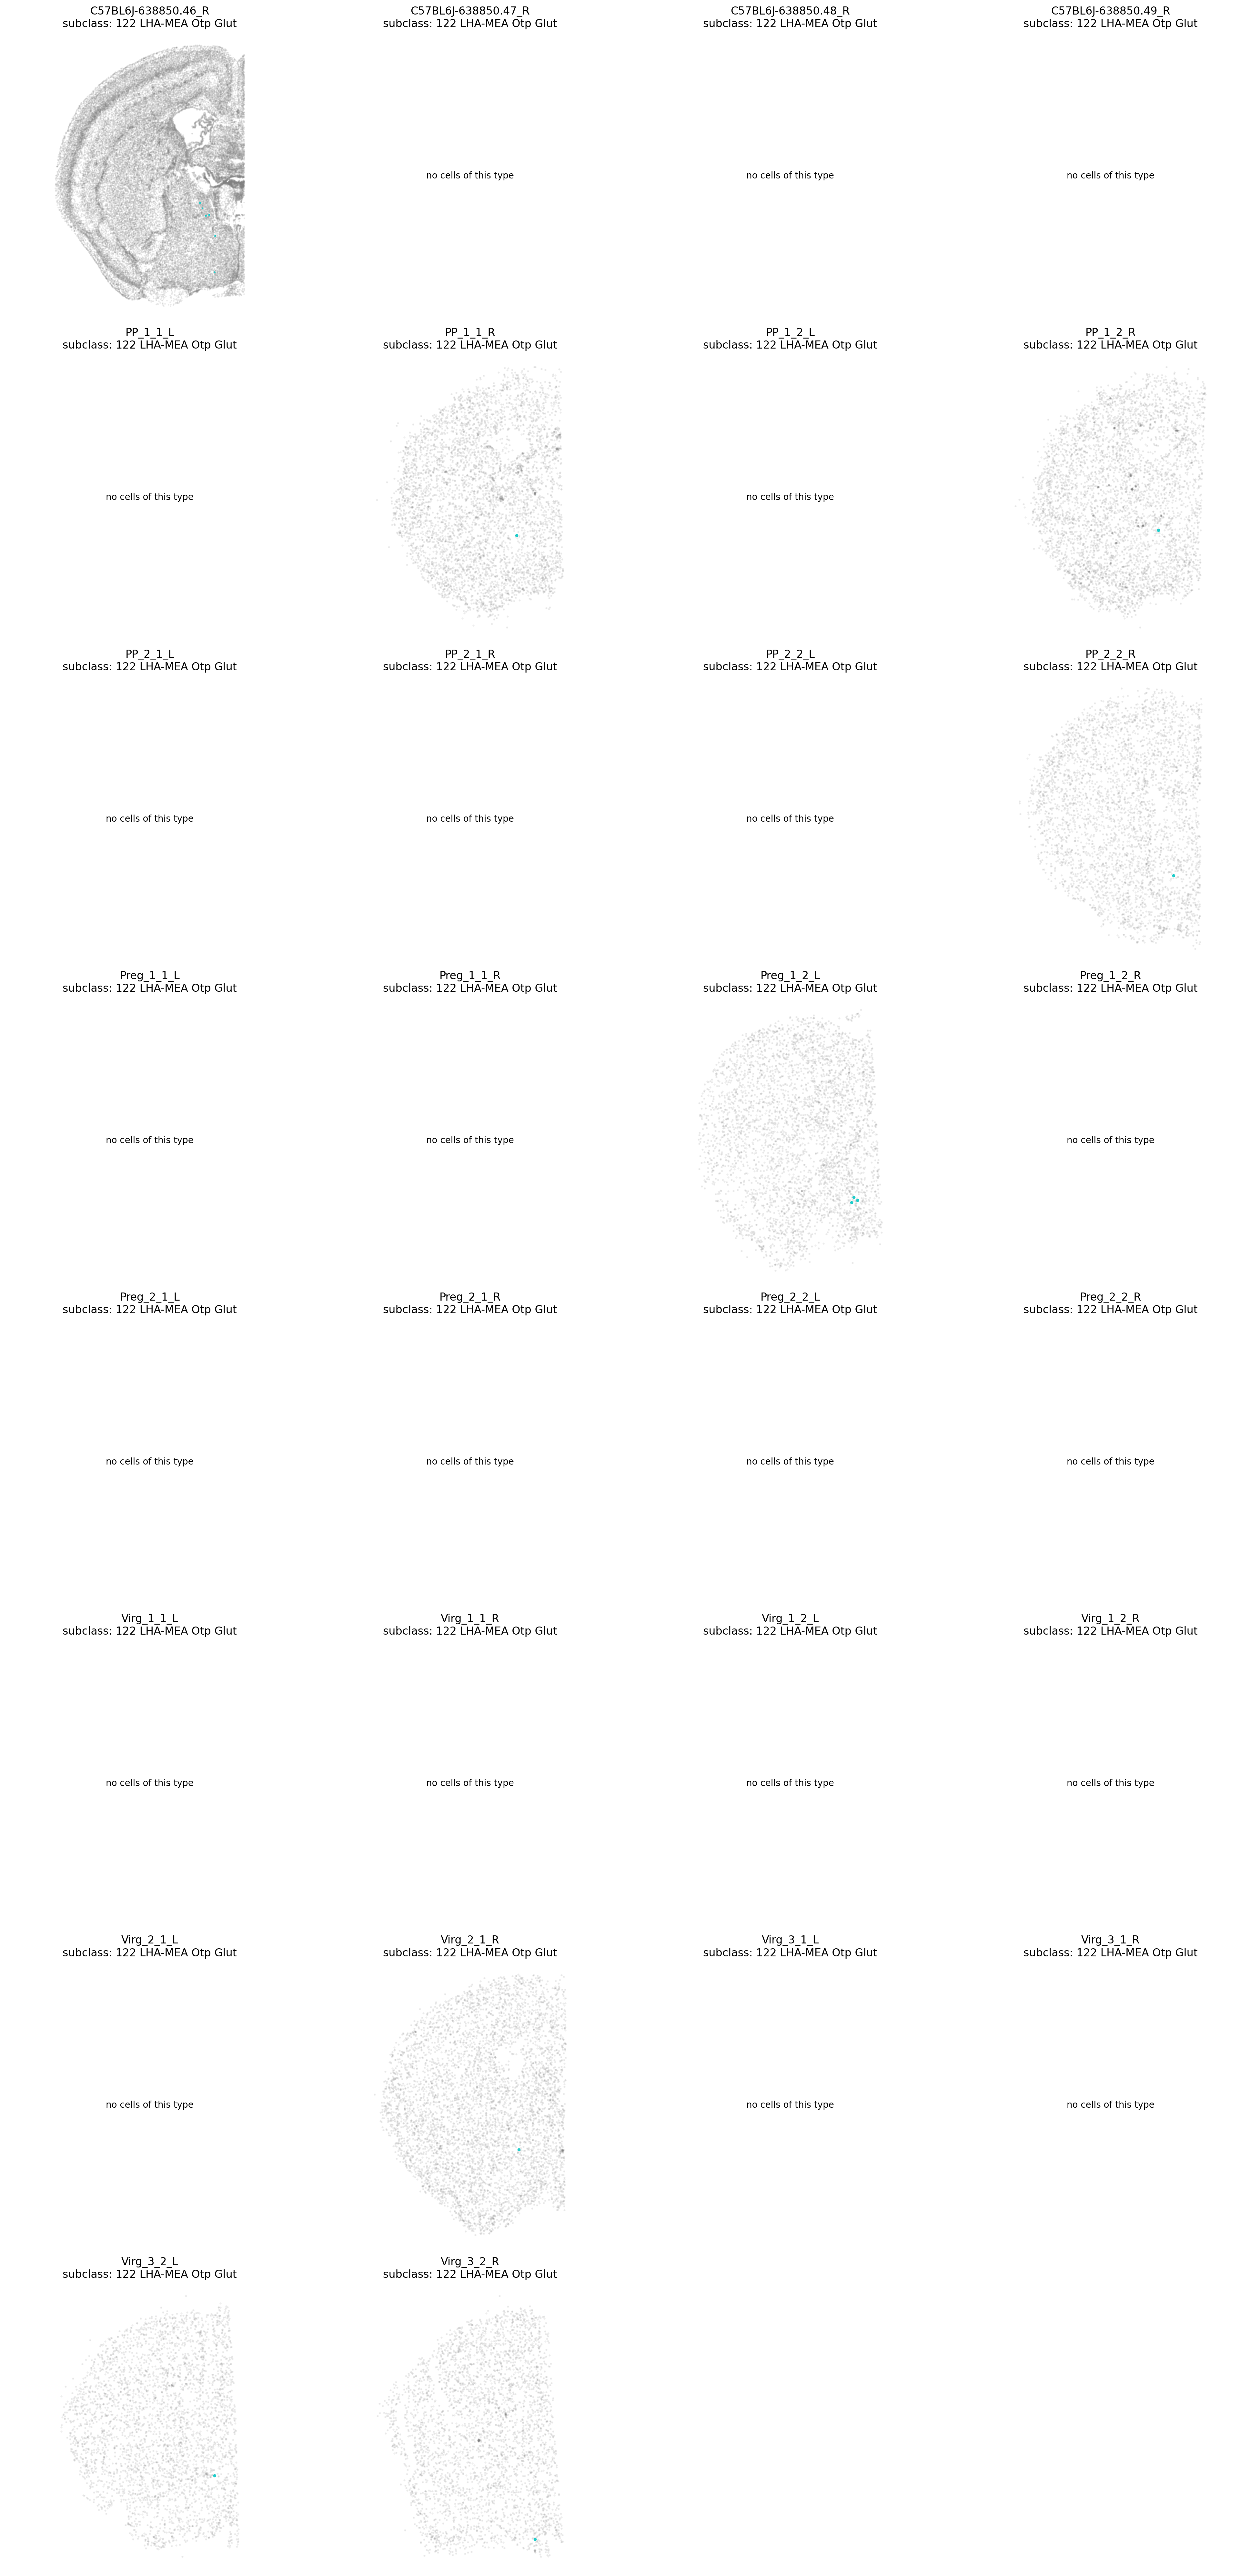 C57BL6J-638850.46_R
subclass: 122 LHA-MEA Otp Glut
C57BL6J-638850.47_R
subclass: 122 LHA-MEA Otp Glut
no cells of this type
C57BL6J-638850.48_R
subclass: 122 LHA-MEA Otp Glut
no cells of this type
C57BL6J-638850.49_R
subclass: 122 LHA-MEA Otp Glut
no cells of this type
PP_1_1_L
subclass: 122 LHA-MEA Otp Glut
no cells of this type
PP_1_1_R
subclass: 122 LHA-MEA Otp Glut
PP_1_2_L
subclass: 122 LHA-MEA Otp Glut
no cells of this type
PP_1_2_R
subclass: 122 LHA-MEA Otp Glut
PP_2_1_L
subclass: 122 LHA-MEA Otp Glut
no cells of this type
PP_2_1_R
subclass: 122 LHA-MEA Otp Glut
no cells of this type
PP_2_2_L
subclass: 122 LHA-MEA Otp Glut
no cells of this type
PP_2_2_R
subclass: 122 LHA-MEA Otp Glut
Preg_1_1_L
subclass: 122 LHA-MEA Otp Glut
no cells of this type
Preg_1_1_R
subclass: 122 LHA-MEA Otp Glut
no cells of this type
Preg_1_2_L
subclass: 122 LHA-MEA Otp Glut
Preg_1_2_R
subclass: 122 LHA-MEA Otp Glut
no cells of this type
Preg_2_1_L
subclass: 122 LHA-MEA Otp Glut
no cells of this type
Preg_2_1_R
subclass: 122 LHA-MEA Otp Glut
no cells of this type
Preg_2_2_L
subclass: 122 LHA-MEA Otp Glut
no cells of this type
Preg_2_2_R
subclass: 122 LHA-MEA Otp Glut
no cells of this type
Virg_1_1_L
subclass: 122 LHA-MEA Otp Glut
no cells of this type
Virg_1_1_R
subclass: 122 LHA-MEA Otp Glut
no cells of this type
Virg_1_2_L
subclass: 122 LHA-MEA Otp Glut
no cells of this type
Virg_1_2_R
subclass: 122 LHA-MEA Otp Glut
no cells of this type
Virg_2_1_L
subclass: 122 LHA-MEA Otp Glut
no cells of this type
Virg_2_1_R
subclass: 122 LHA-MEA Otp Glut
Virg_3_1_L
subclass: 122 LHA-MEA Otp Glut
no cells of this type
Virg_3_1_R
subclass: 122 LHA-MEA Otp Glut
no cells of this type
Virg_3_2_L
subclass: 122 LHA-MEA Otp Glut
Virg_3_2_R
subclass: 122 LHA-MEA Otp Glut